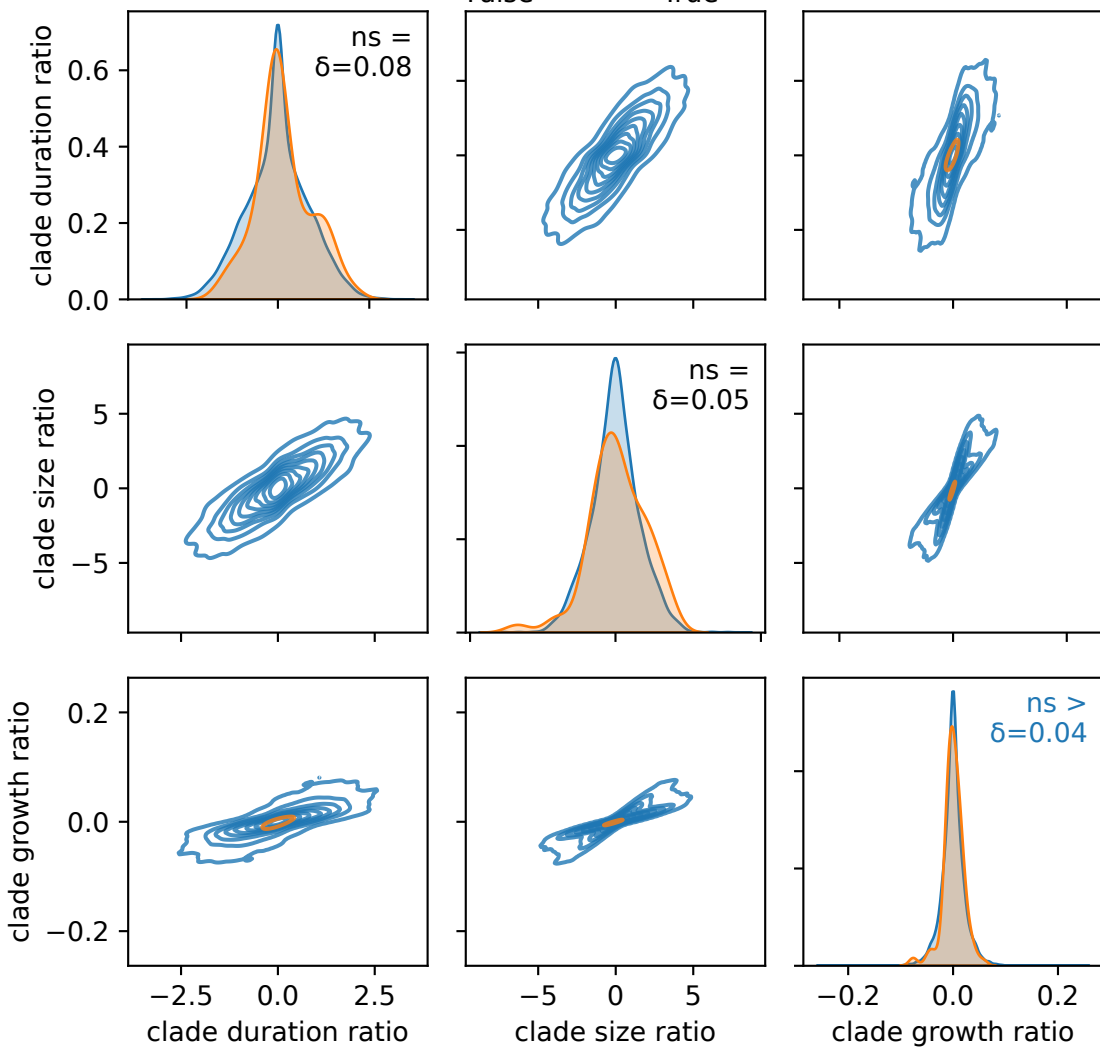 clade duration ratio
0.6
0.4
0.2
0.0
ns =
δ=0.08
clade size ratio
5
0
−5
ns =
δ=0.05
clade growth ratio
0.2
0.0
−0.2
ns >
δ=0.04
−2.5 0.0 2.5
−5 0 5
−0.2 0.0 0.2
clade duration ratio
clade size ratio
clade growth ratio